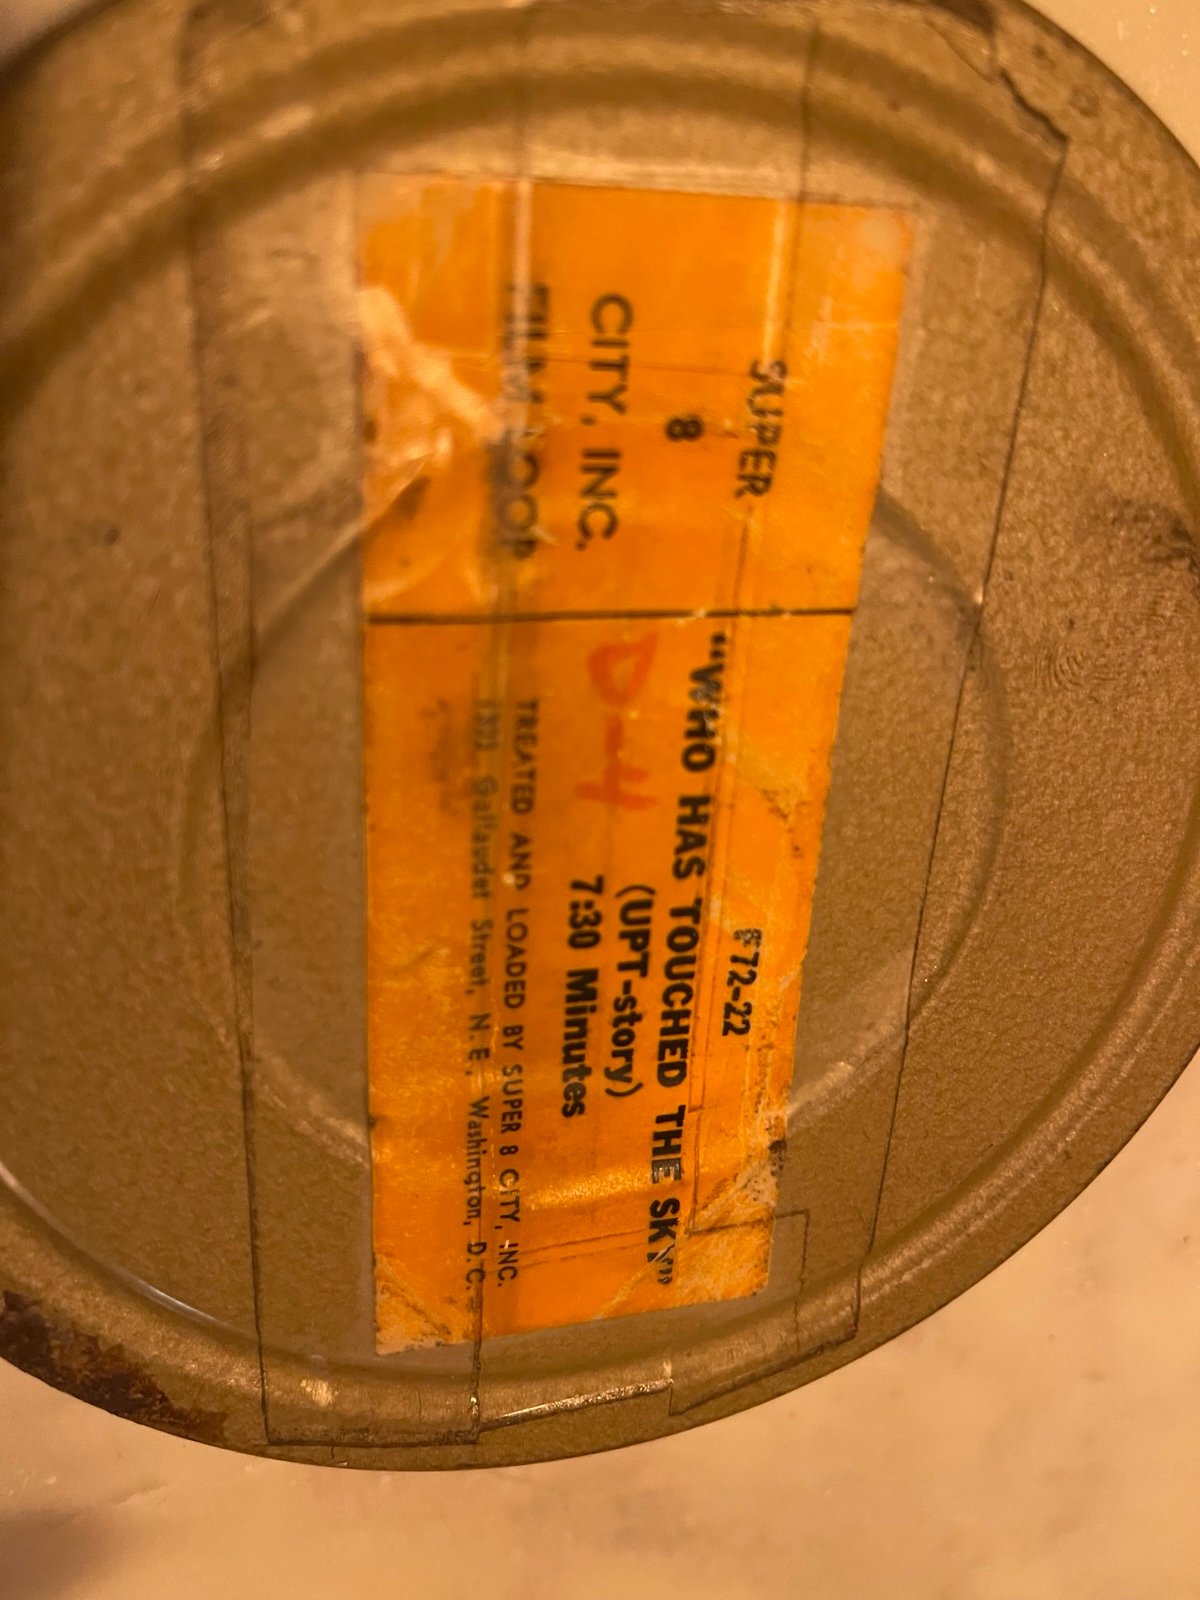 SUPER
8
CITY, INC.
FILM LOOP
F72-22
"WHO HAS TOUCHED THE SKY"
(UPT-story)
D-4
7:30 Minutes
TREATED AND LOADED BY SUPER 8 CITY, INC.
Gallaudet Street, N.E., Washington, D.C.